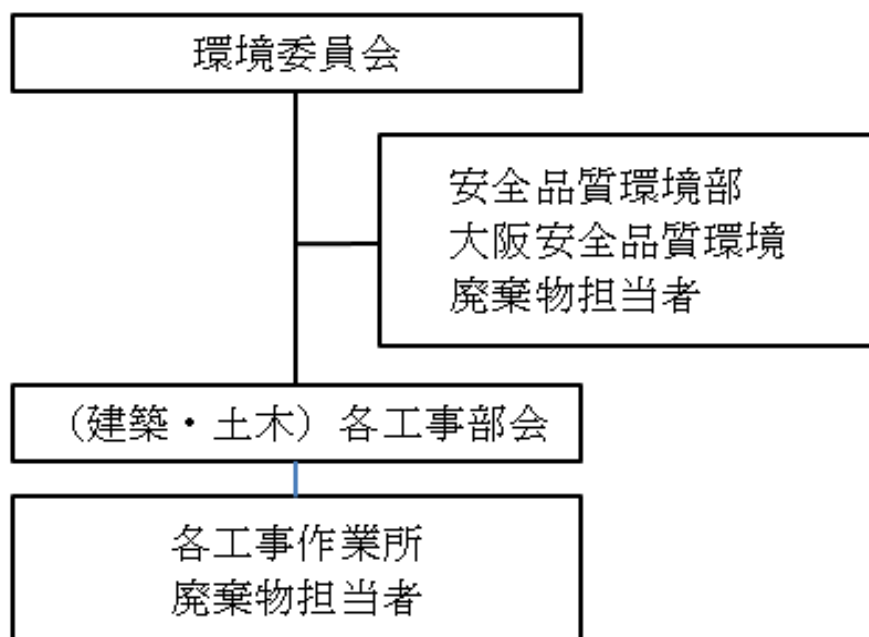 環境委員会
安全品質環境部
大阪安全品質環境
廃棄物担当者
（建築・土木）各工事部会
各工事作業所
廃棄物担当者